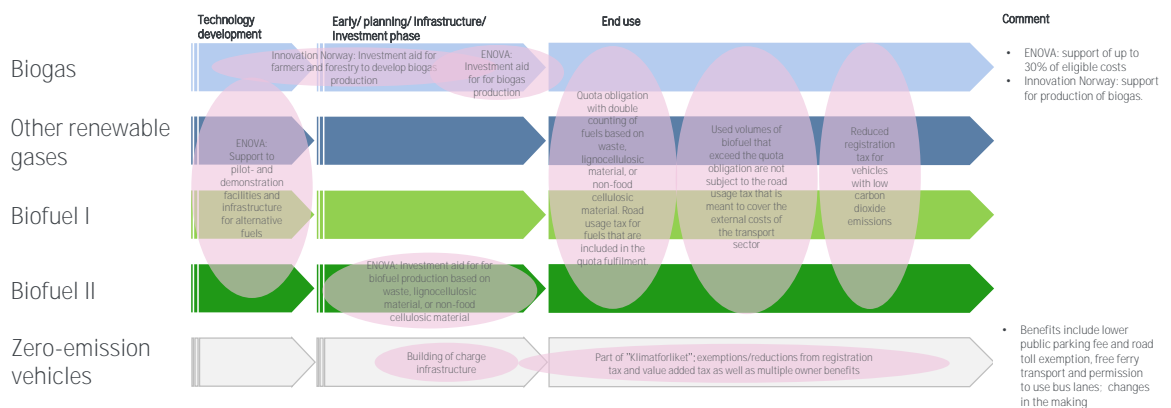 Technology
development
Early/ planning/ Infrastructure/
Investment phase
End use
Comment
Biogas
Innovation Norway: Investment aid for
farmers and forestry to develop biogas
production
ENOVA:
Investment aid
for for biogas
production
• ENOVA: support of up to
30% of eligible costs
• Innovation Norway: support
for production of biogas.
Other renewable
gases
ENOVA:
Support to
pilot- and
demonstration
facilities and
infrastructure
for alternative
fuels
Quota obligation
with double
counting of
fuels based on
waste,
lignocellulosic
material, or
non-food
cellulosic
material. Road
usage tax for
fuels that are
included in the
quota fulfilment
Used volumes of
biofuel that
exceed the quota
obligation are not
subject to the road
usage tax that is
meant to cover the
external costs of
the transport
sector
Reduced
registration
tax for
vehicles
with low
carbon
dioxide
emissions
Biofuel I
Biofuel II
ENOVA: Investment aid for for
biofuel production based on
waste, lignocellulosic
material, or non-food
cellulosic material
Zero-emission
vehicles
Building of charge
infrastructure
Part of "Klimatforliket"; exemptions/reductions from registration
tax and value added tax as well as multiple owner benefits
• Benefits include lower
public parking fee and road
toll exemption, free ferry
transport and permission
to use bus lanes; changes
in the making